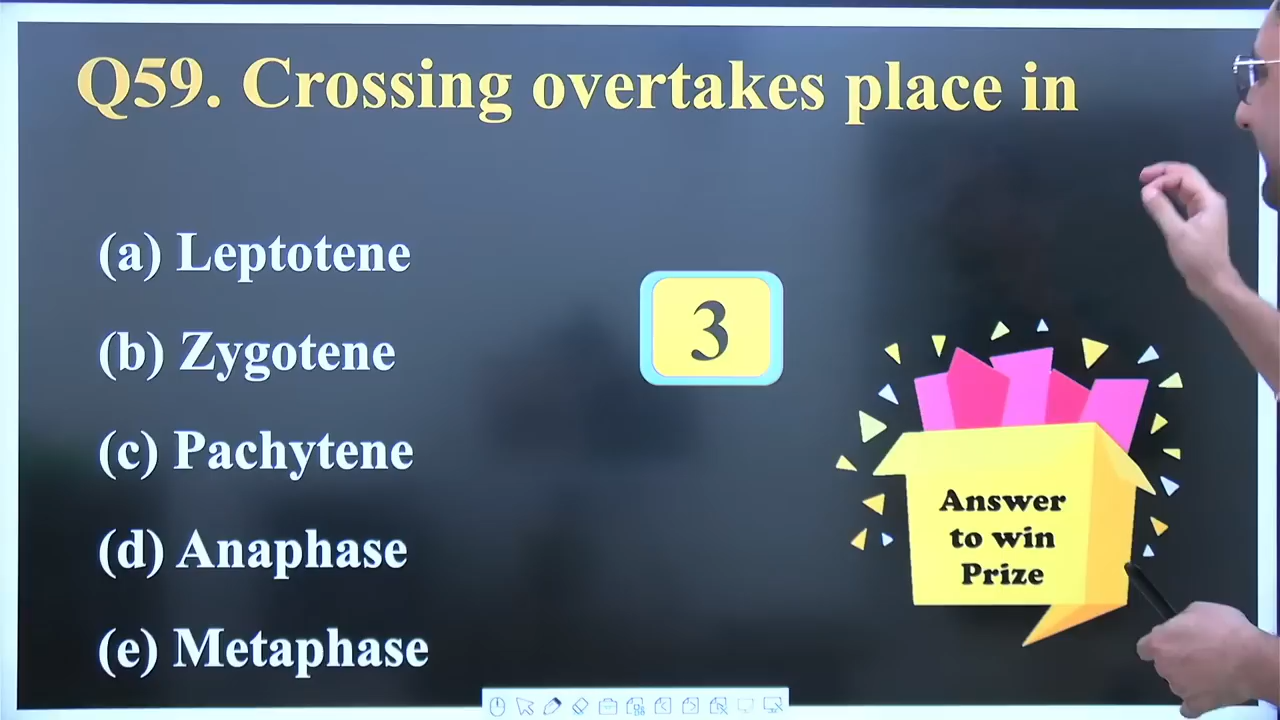 Q59. Crossing overtakes place in
(a) Leptotene
(b) Zygotene
(c) Pachytene
(d) Anaphase
(e) Metaphase
3
Answer
to win
Prize